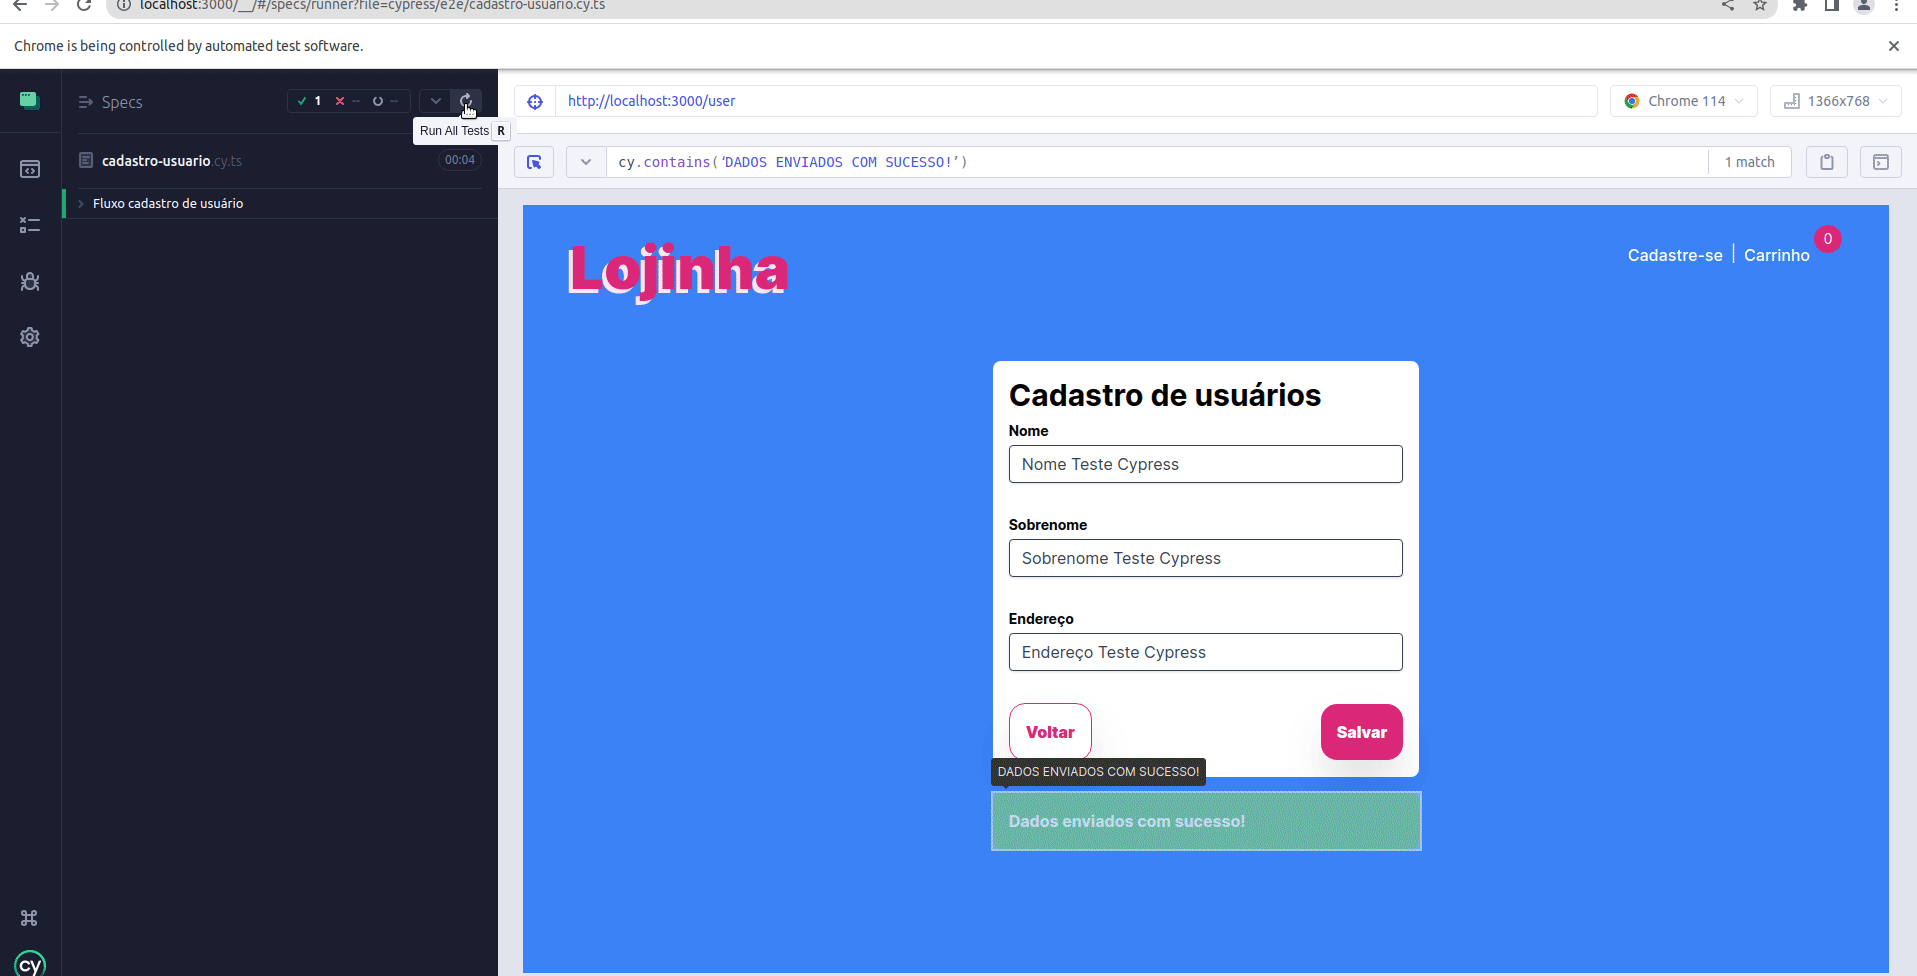 localhost:3000/__/#/specs/runner?file=cypress/e2e/cadastro-usuario.cy.ts
Chrome is being controlled by automated test software.
Specs
1 -- --
Run All Tests R
cadastro-usuario.cy.ts 00:04
Fluxo cadastro de usuário
cy
http://localhost:3000/user
Chrome 114
1366x768
cy.contains(‘DADOS ENVIADOS COM SUCESSO!’)
1 match
Lojinha
Cadastre-se | Carrinho 0
Cadastro de usuários
Nome
Nome Teste Cypress
Sobrenome
Sobrenome Teste Cypress
Endereço
Endereço Teste Cypress
Voltar Salvar
DADOS ENVIADOS COM SUCESSO!
Dados enviados com sucesso!